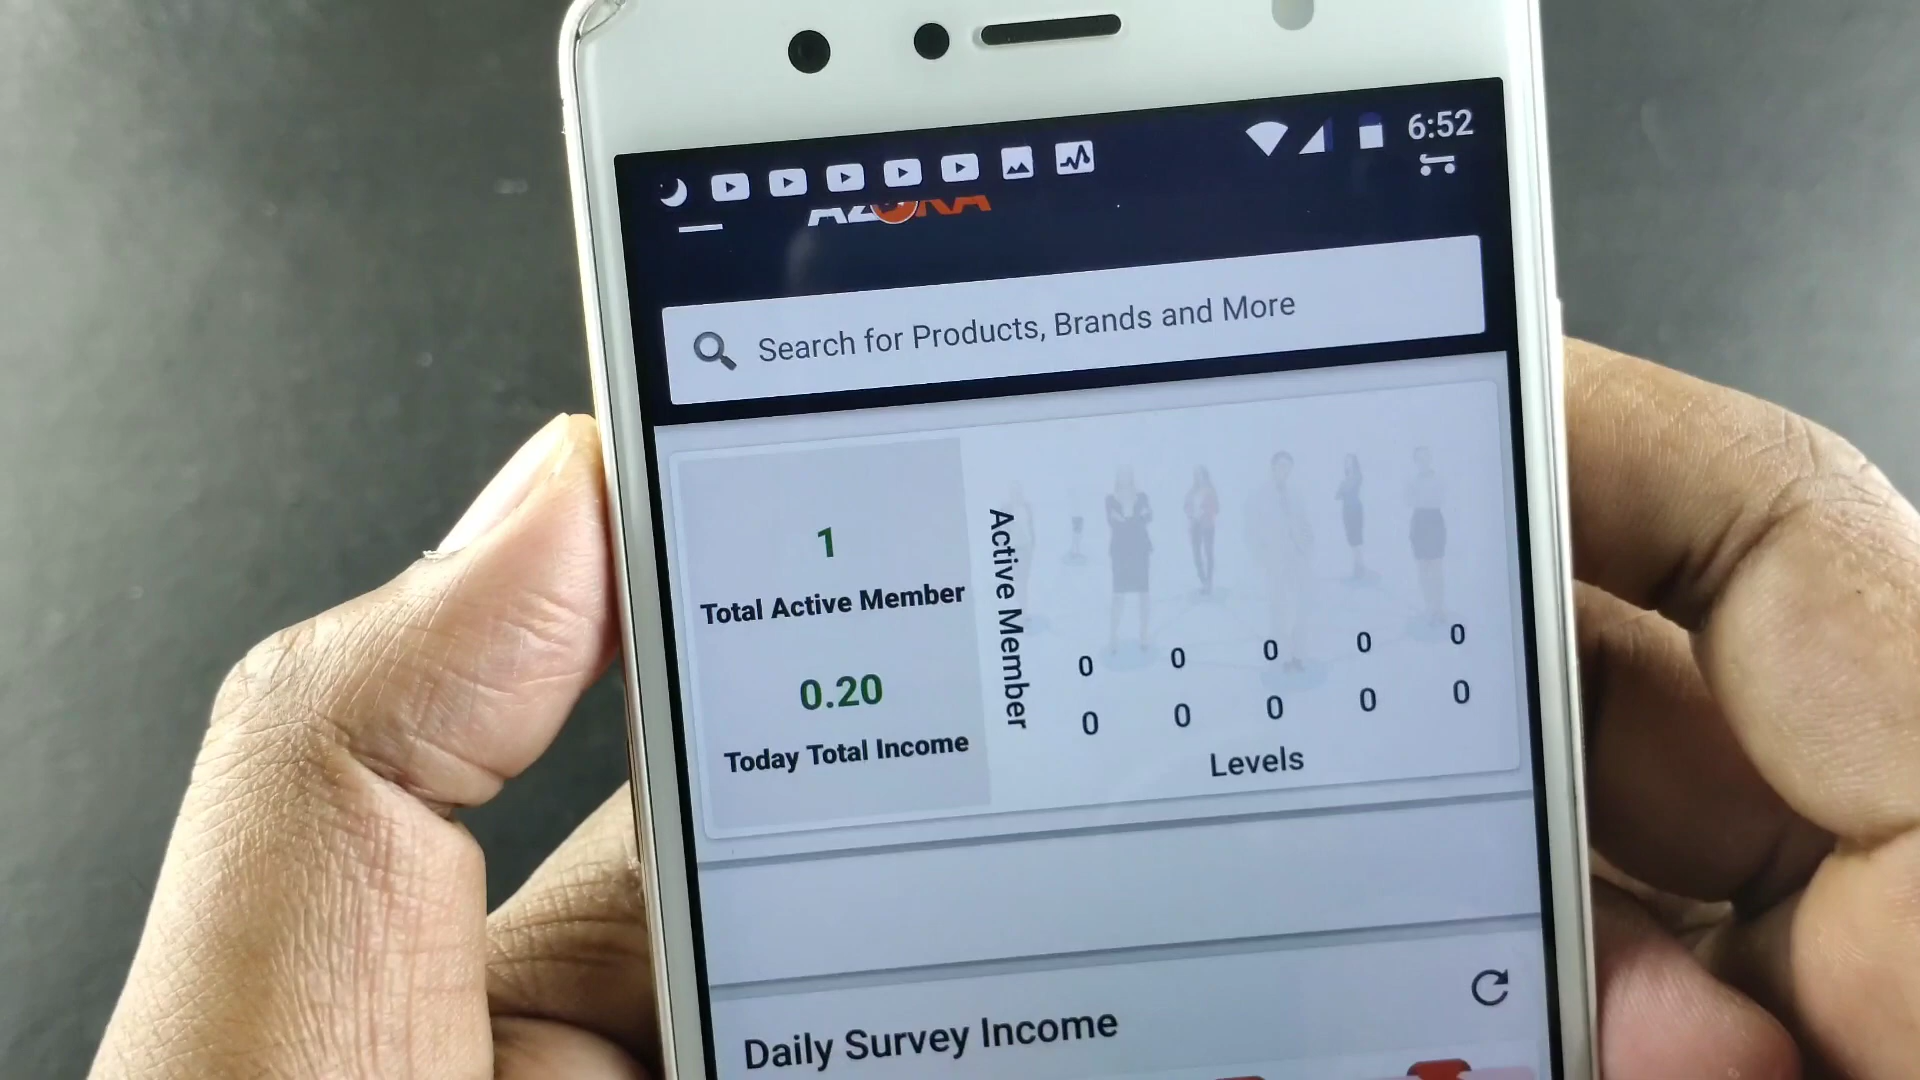 6:52
Search for Products, Brands and More
1
Total Active Member
0.20
Today Total Income
Active Member
0 0 0 0 0
0 0 0 0 0
Levels
Daily Survey Income